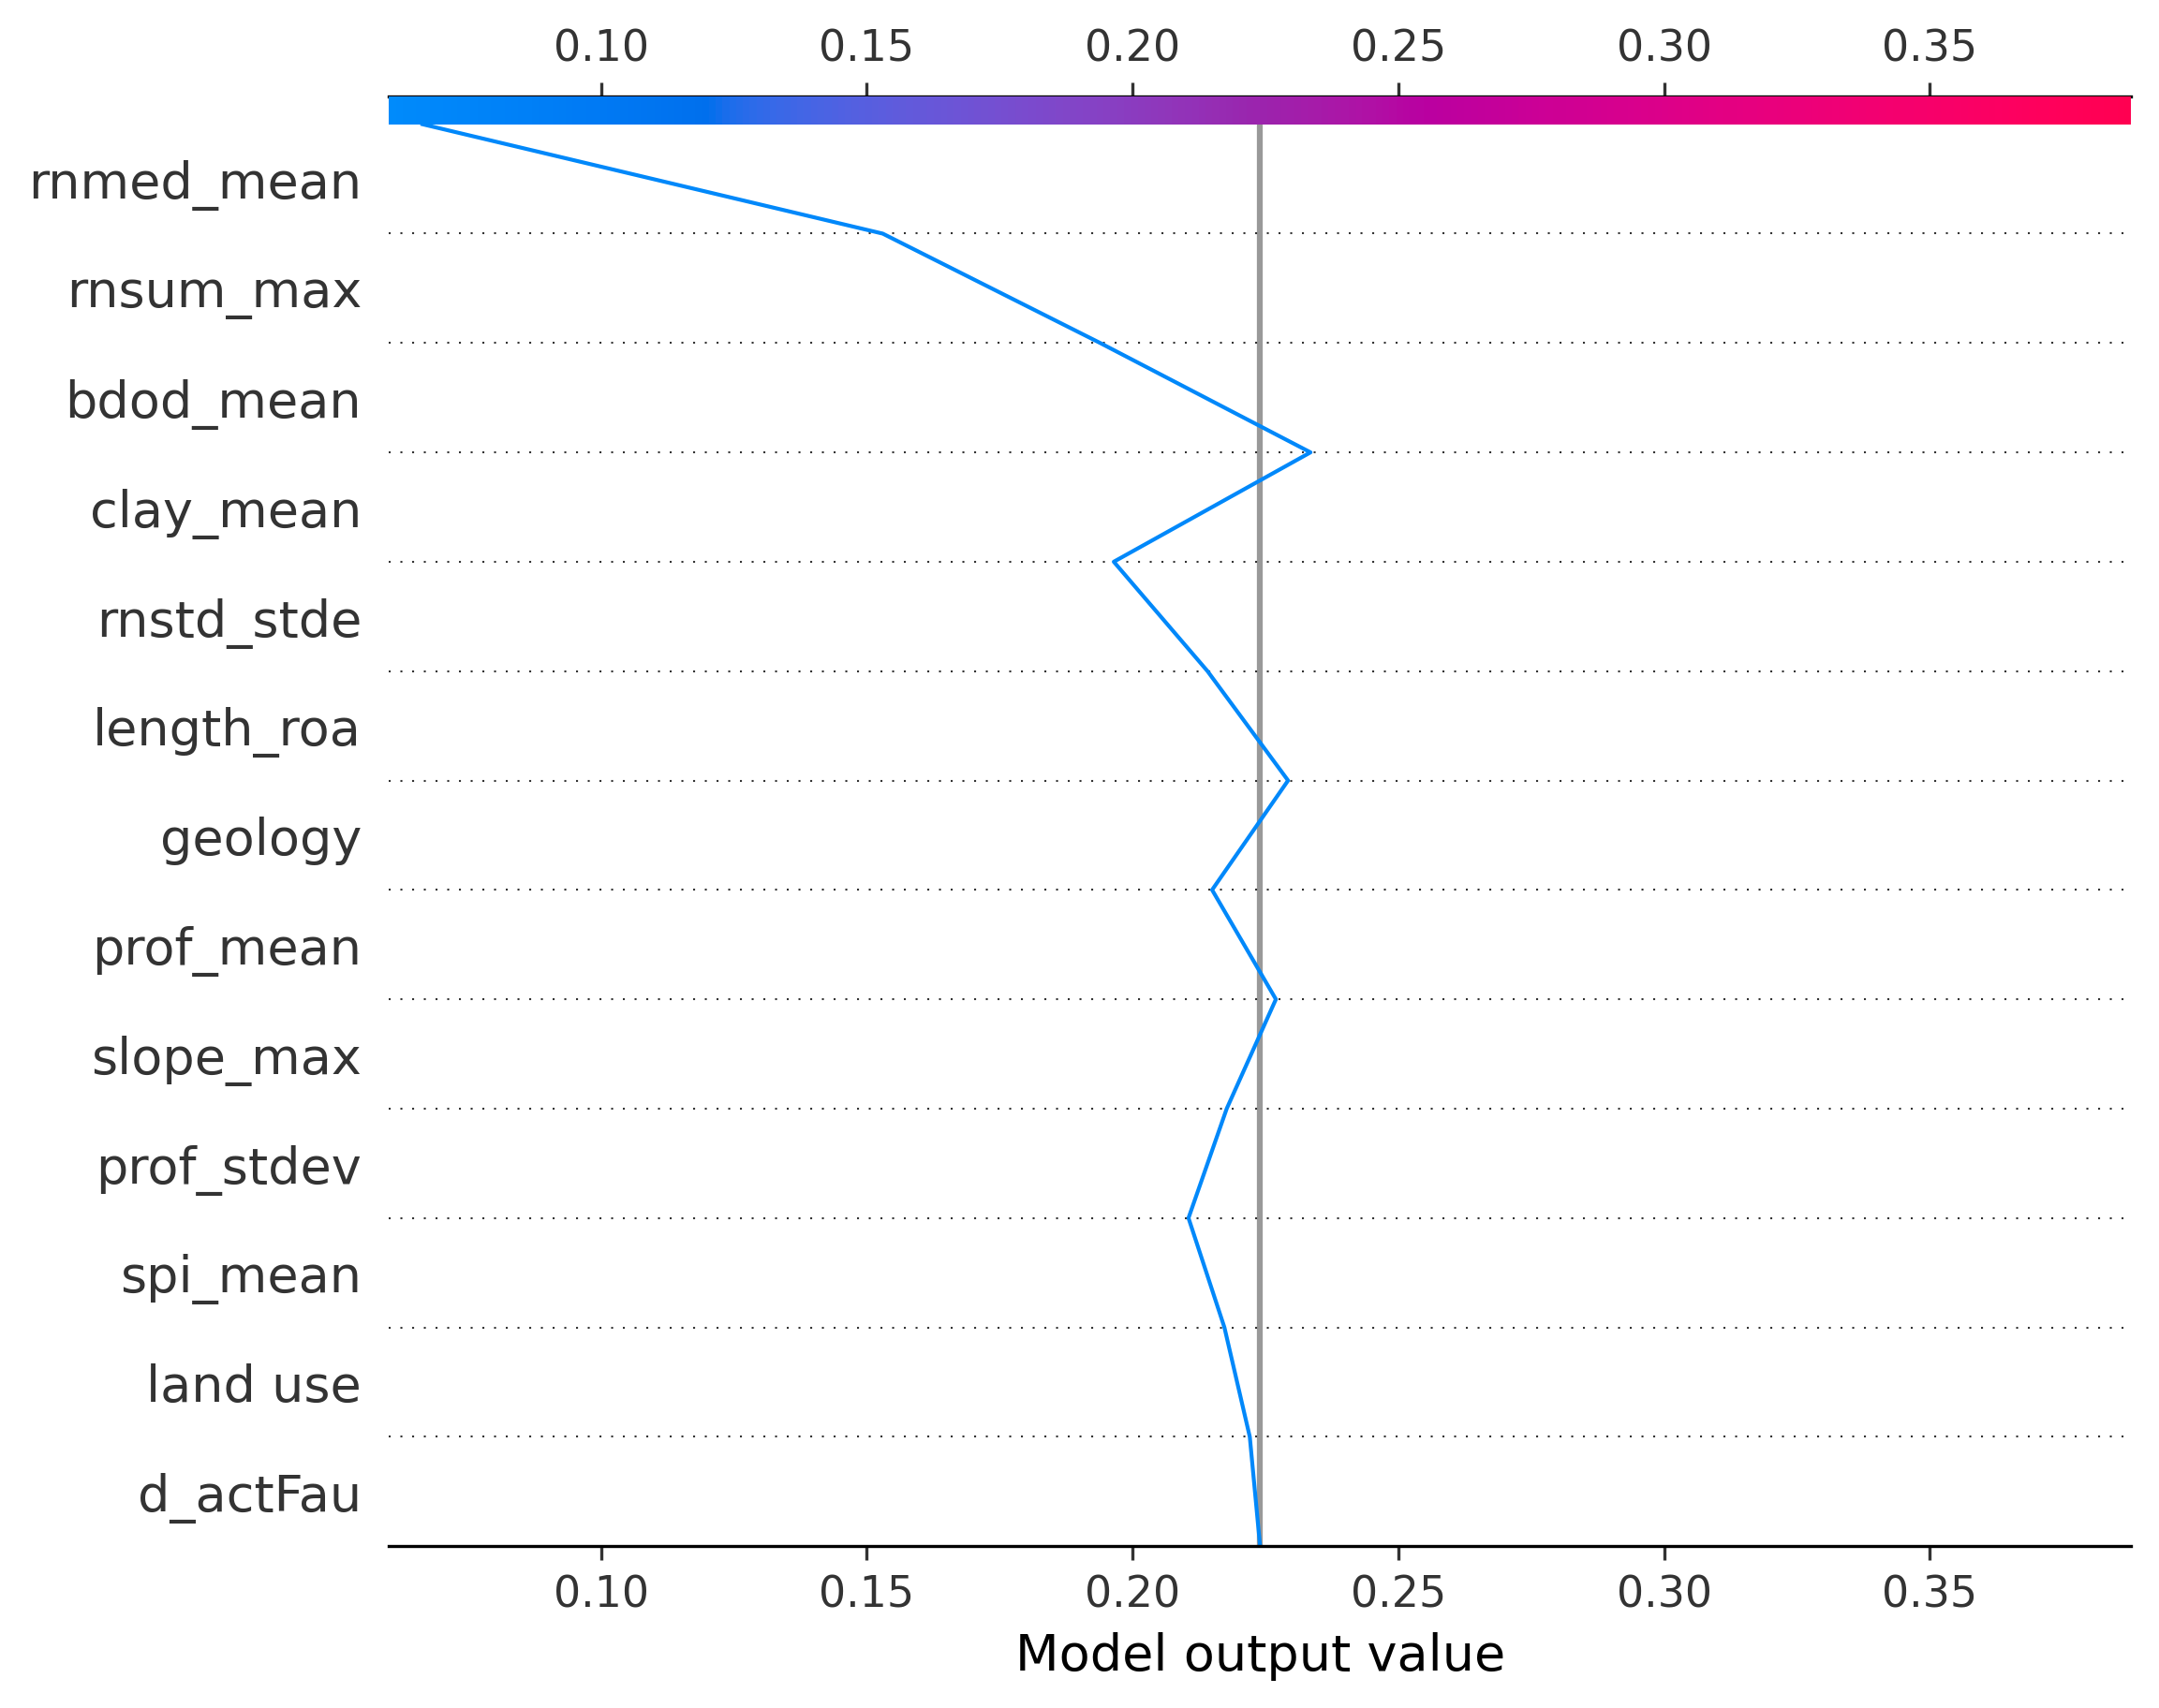 0.10 0.15 0.20 0.25 0.30 0.35
rnmed_mean
rnsum_max
bdod_mean
clay_mean
rnstd_stde
length_roa
geology
prof_mean
slope_max
prof_stdev
spi_mean
land use
d_actFau
0.10 0.15 0.20 0.25 0.30 0.35
Model output value